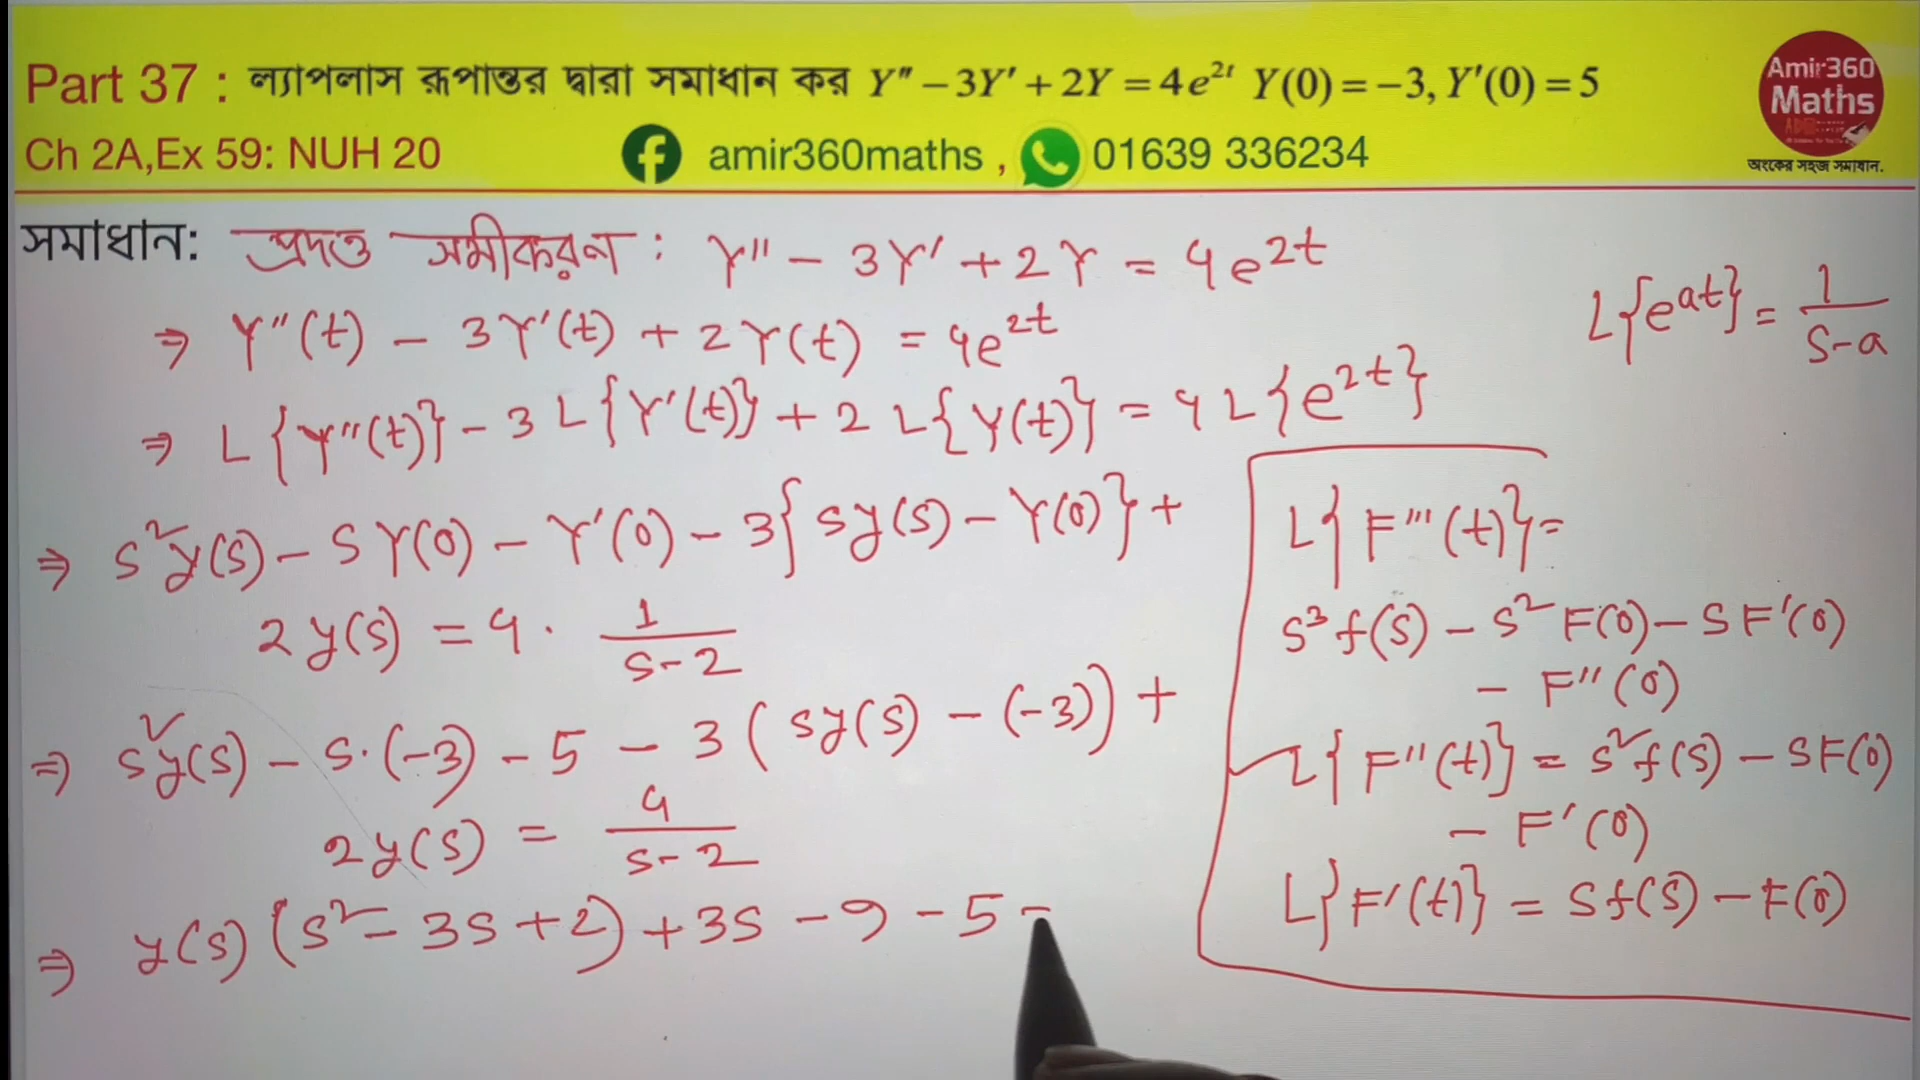 Part 37 : ল্যাপলাস রূপান্তর দ্বারা সমাধান কর Y″ − 3Y′ + 2Y = 4e^{2t} Y(0) = −3, Y′(0) = 5
Ch 2A,Ex 59: NUH 20
amir360maths , 01639 336234
Amir360
Maths
অংকের সহজ সমাধান.
সমাধান: প্রদত্ত সমীকরণ : Y″ − 3Y′ + 2Y = 4e^{2t}
⇒ Y″(t) − 3Y′(t) + 2Y(t) = 4e^{2t}
⇒ L{Y″(t)} − 3L{Y′(t)} + 2L{Y(t)} = 4L{e^{2t}}
⇒ s²y(s) − sY(0) − Y′(0) − 3{sy(s) − Y(0)} +
2y(s) = 4 · 1/(s−2)
⇒ s²y(s) − s·(−3) − 5 − 3(sy(s) − (−3)) +
2y(s) = 4/(s−2)
⇒ y(s)(s² − 3s + 2) + 3s − 9 − 5 =
L{e^{at}} = 1/(s−a)
L{F‴(t)} =
s³f(s) − s²F(0) − sF′(0)
− F″(0)
L{F″(t)} = s²f(s) − sF(0)
− F′(0)
L{F′(t)} = sf(s) − F(0)